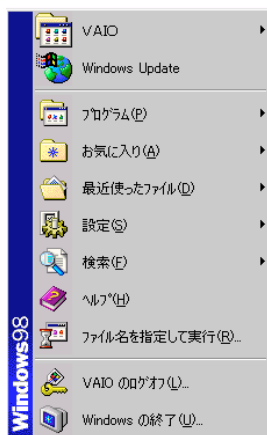 VAIO
Windows Update
ﾌﾟﾛｸﾞﾗﾑ(P)
お気に入り(A)
最近使ったﾌｧｲﾙ(D)
設定(S)
検索(F)
ﾍﾙﾌﾟ(H)
ﾌｧｲﾙ名を指定して実行(R)...
VAIO のﾛｸﾞｵﾌ(L)...
Windows の終了(U)...
Windows98